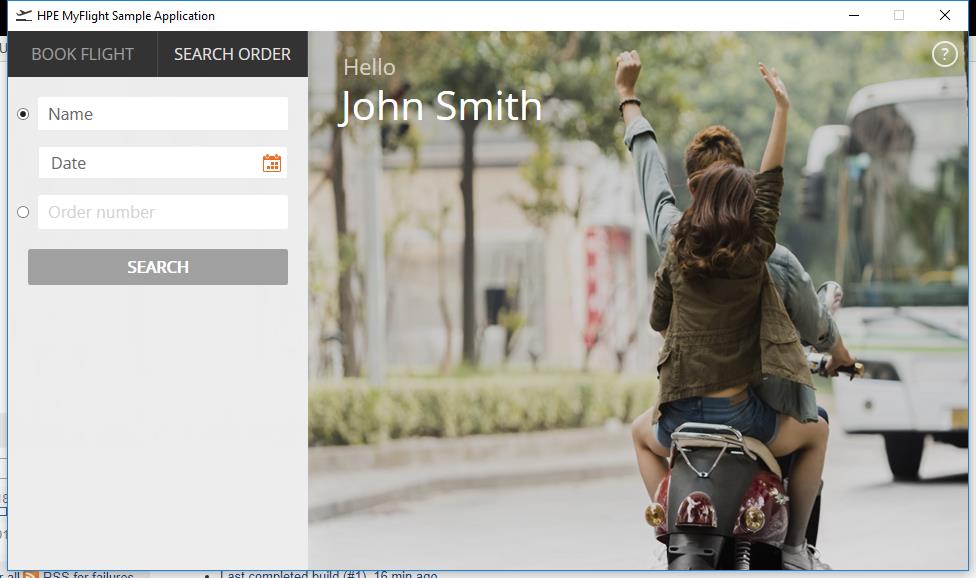 HPE MyFlight Sample Application
BOOK FLIGHT
SEARCH ORDER
Name
Date
Order number
SEARCH
Hello
John Smith
?
RSS for failures
Last completed build (#1), 16 min ago